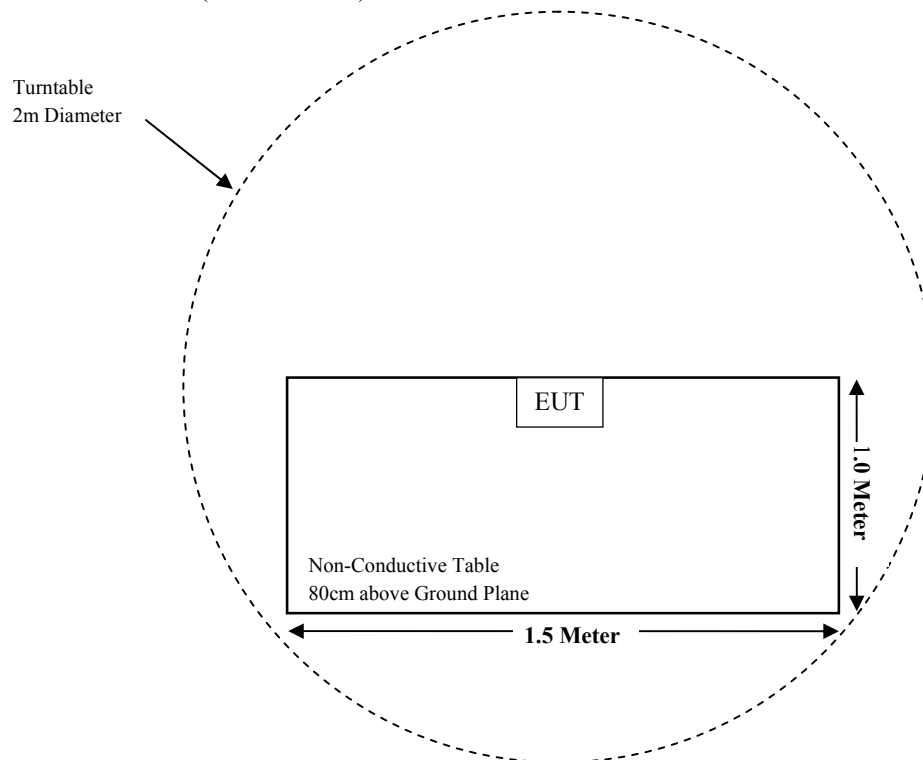 Turntable
2m Diameter
EUT
1.0 Meter
Non-Conductive Table
80cm above Ground Plane
1.5 Meter